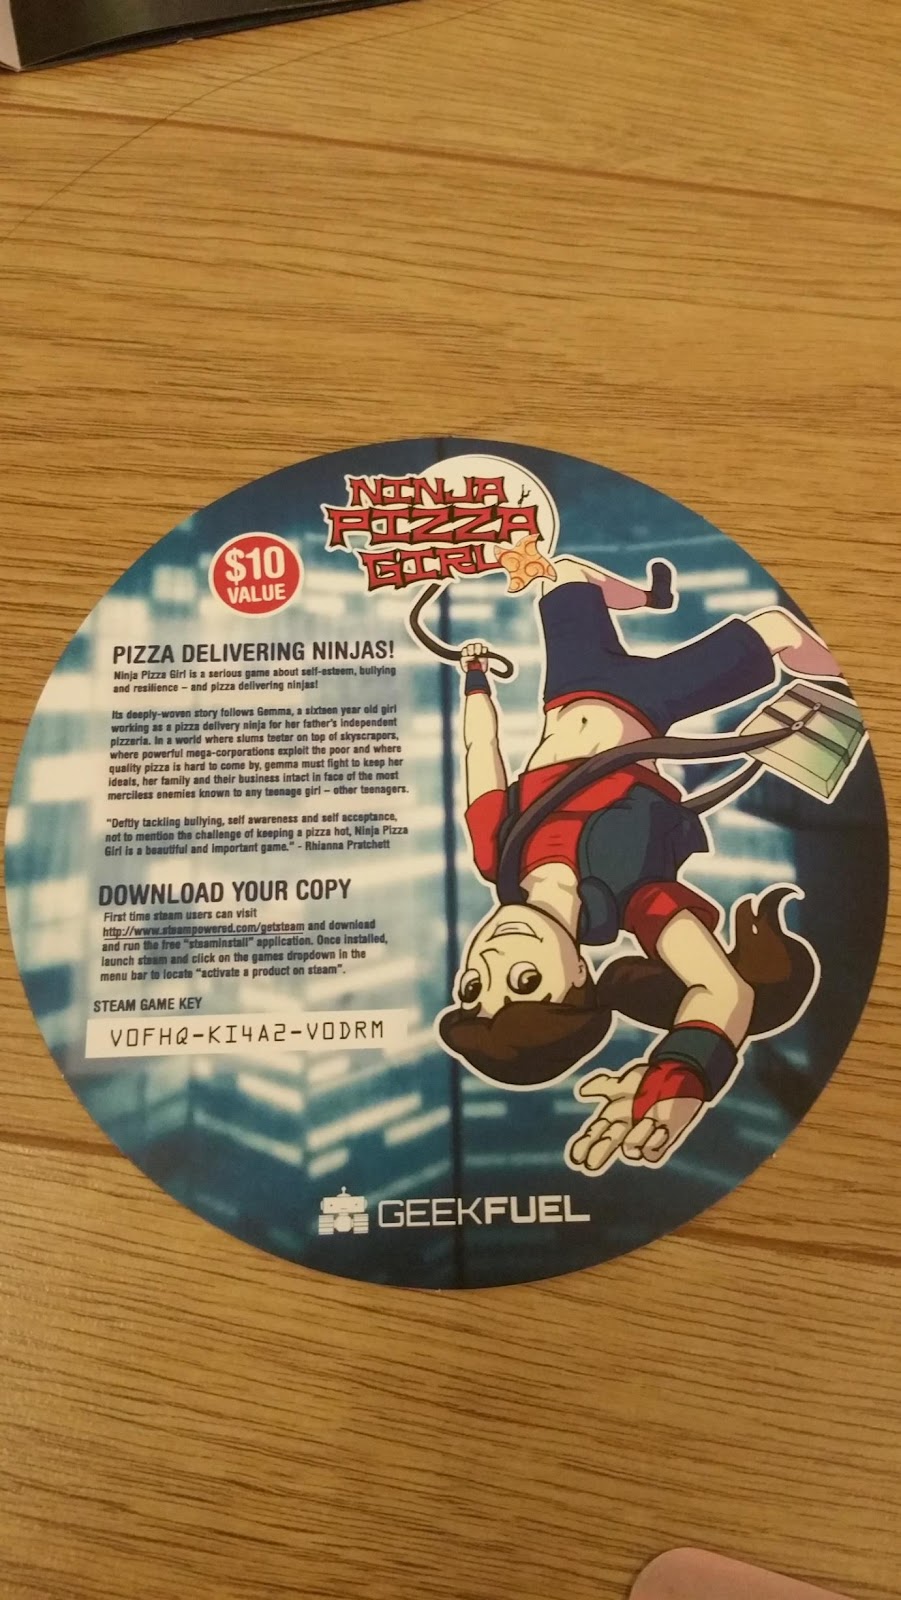 NINJA
PIZZA
GIRL
$10
VALUE
PIZZA DELIVERING NINJAS!
Ninja Pizza Girl is a serious game about self-esteem, bullying
and resilience – and pizza delivering ninjas!
Its deeply-woven story follows Gemma, a sixteen year old girl
working as a pizza delivery ninja for her father's independent
pizzeria. In a world where slums teeter on top of skyscrapers,
where powerful mega-corporations exploit the poor and where
quality pizza is hard to come by, gemma must fight to keep her
ideals, her family and their business intact in face of the most
merciless enemies known to any teenage girl – other teenagers.
"Deftly tackling bullying, self awareness and self acceptance,
not to mention the challenge of keeping a pizza hot, Ninja Pizza
Girl is a beautiful and important game." - Rhianna Pratchett
DOWNLOAD YOUR COPY
First time steam users can visit
http://www.steampowered.com/getsteam and download
and run the free "steaminstall" application. Once installed,
launch steam and click on the games dropdown in the
menu bar to locate "activate a product on steam".
STEAM GAME KEY
V0FHQ-KI4A2-V0DRM
GEEKFUEL